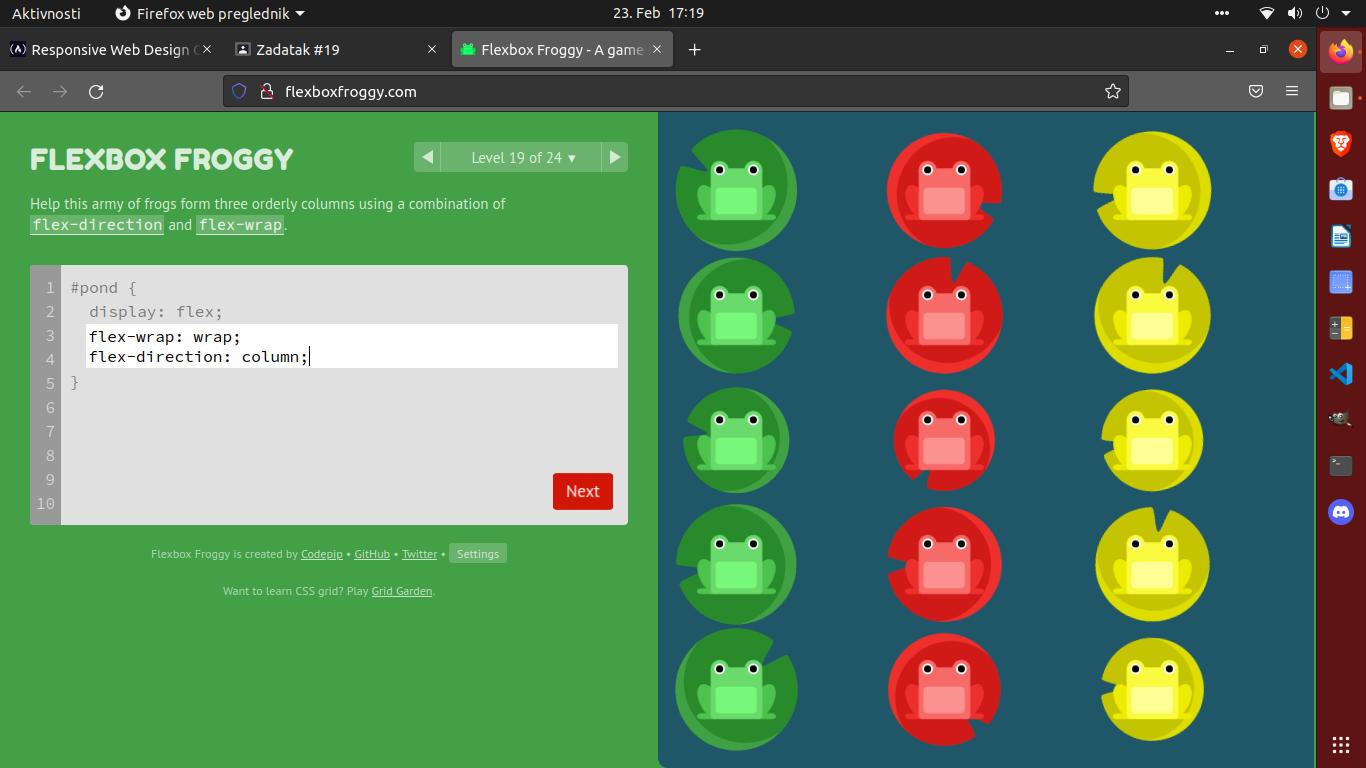 Aktivnosti Firefox web preglednik 23. Feb 17:19
Responsive Web Design Zadatak #19 Flexbox Froggy - A game
flexboxfroggy.com
FLEXBOX FROGGY
Level 19 of 24 ▾
Help this army of frogs form three orderly columns using a combination of
flex-direction and flex-wrap.
1 #pond {
2 display: flex;
3 flex-wrap: wrap;
4 flex-direction: column;
5 }
6
7
8
9
10
Next
Flexbox Froggy is created by Codepip • GitHub • Twitter • Settings
Want to learn CSS grid? Play Grid Garden.